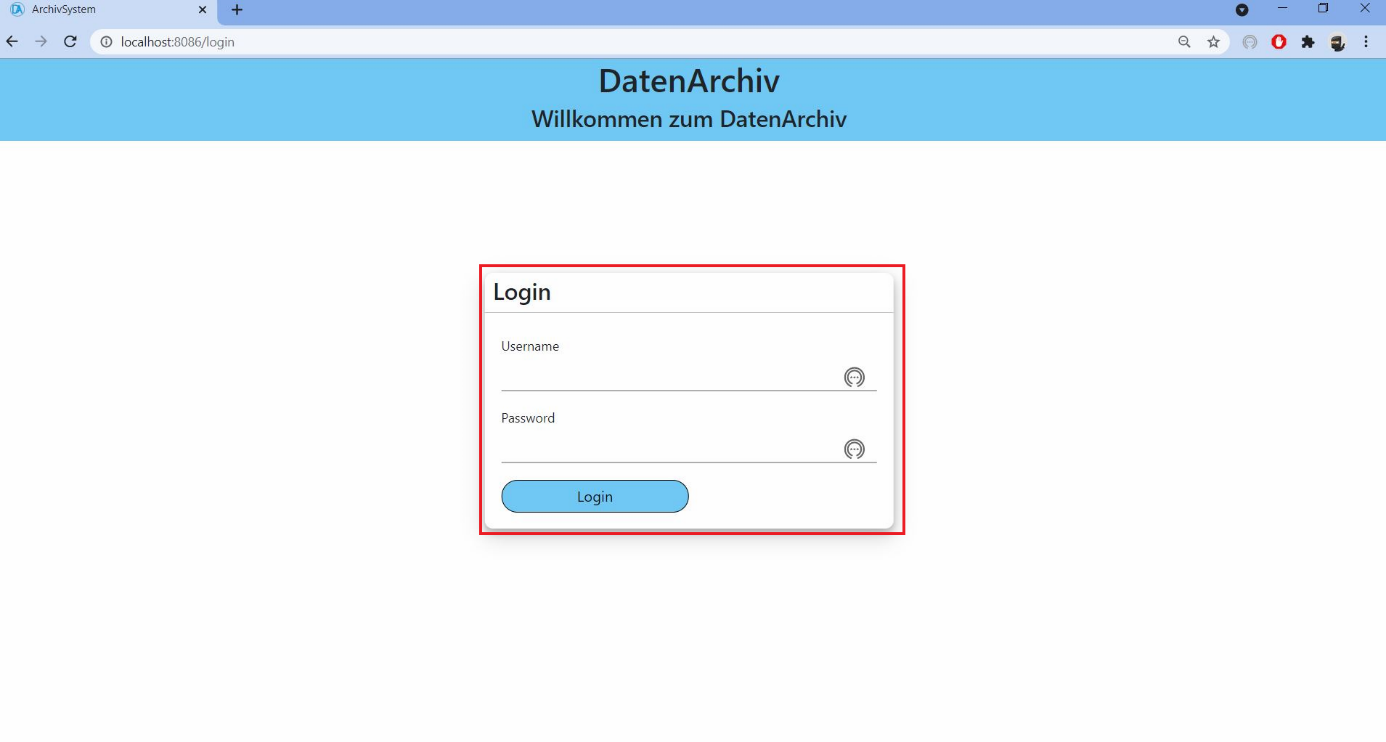 ArchivSystem
localhost:8086/login
DatenArchiv
Willkommen zum DatenArchiv
Login
Username
Password
Login